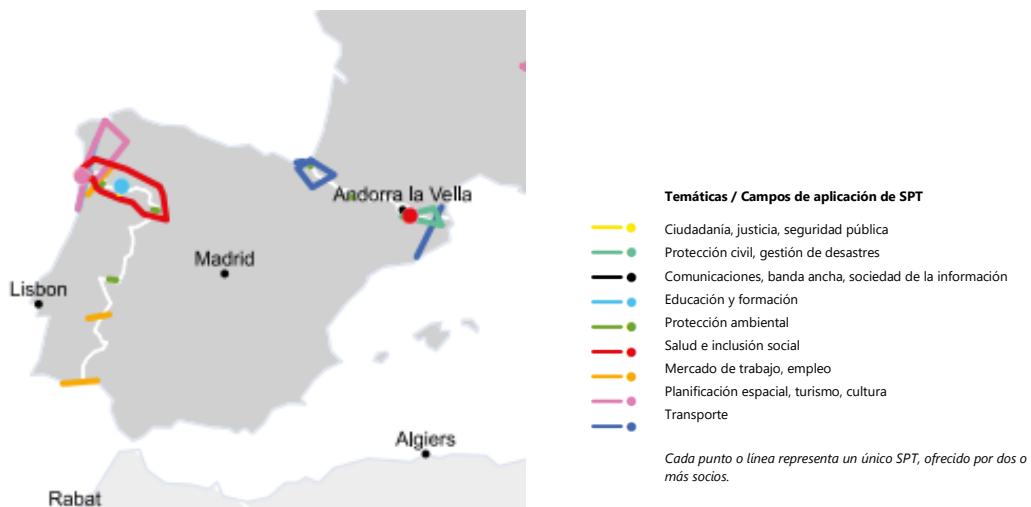 Andorra la Vella
Madrid
Lisbon
Algiers
Rabat
Temáticas / Campos de aplicación de SPT
Ciudadanía, justicia, seguridad pública
Protección civil, gestión de desastres
Comunicaciones, banda ancha, sociedad de la información
Educación y formación
Protección ambiental
Salud e inclusión social
Mercado de trabajo, empleo
Planificación espacial, turismo, cultura
Transporte
Cada punto o línea representa un único SPT, ofrecido por dos o
más socios.